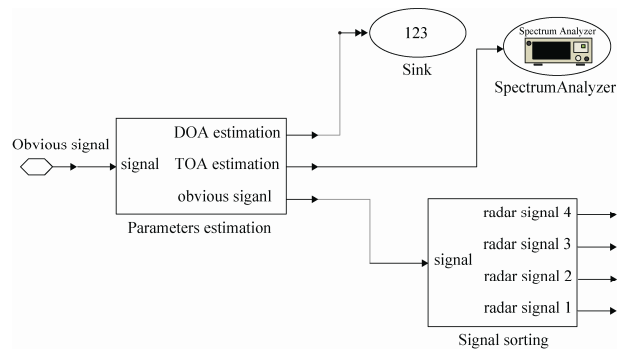 Spectrum Analyzer
123
Sink
SpectrumAnalyzer
Obvious signal
signal
DOA estimation
TOA estimation
obvious siganl
Parameters estimation
signal
radar signal 4
radar signal 3
radar signal 2
radar signal 1
Signal sorting